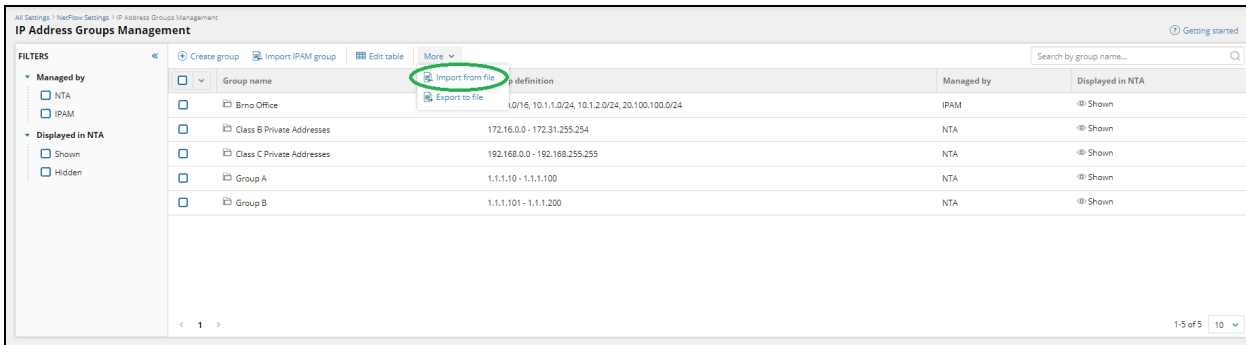 All Settings > NetFlow Settings > IP Address Groups Management
IP Address Groups Management
Getting started
FILTERS
Managed by
NTA
IPAM
Displayed in NTA
Shown
Hidden
Create group Import IPAM group Edit table More
Search by group name...
Import from file
Export to file
Group name p definition Managed by Displayed in NTA
Brno Office .0/16, 10.1.1.0/24, 10.1.2.0/24, 20.100.100.0/24 IPAM Shown
Class B Private Addresses 172.16.0.0 - 172.31.255.254 NTA Shown
Class C Private Addresses 192.168.0.0 - 192.168.255.255 NTA Shown
Group A 1.1.1.10 - 1.1.1.100 NTA Shown
Group B 1.1.1.101 - 1.1.1.200 NTA Shown
< 1 >
1-5 of 5 10